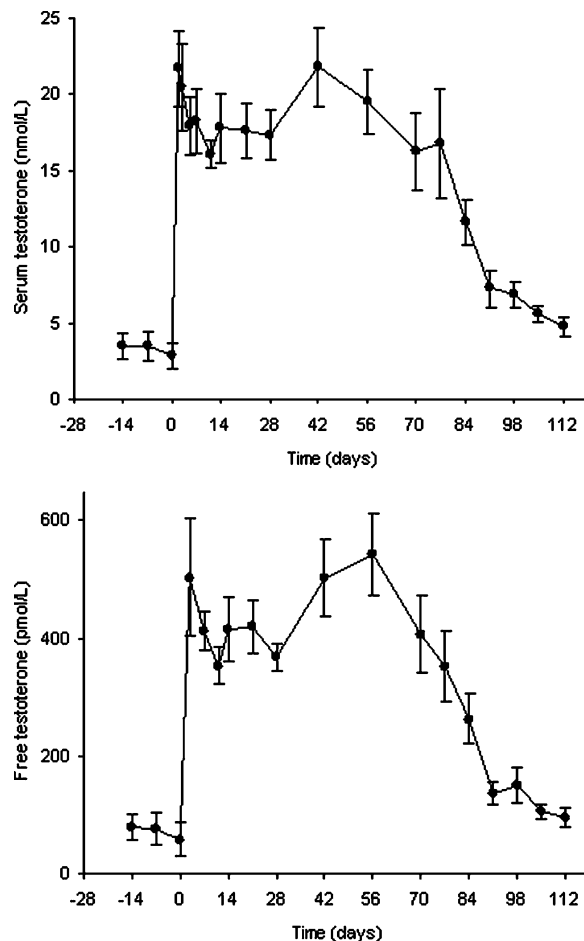 25
20
15
10
5
0
Serum testoterone (nmol/L)
-28 -14 0 14 28 42 56 70 84 98 112
Time (days)
600
400
200
0
Free testoterone (pmol/L)
-28 -14 0 14 28 42 56 70 84 98 112
Time (days)